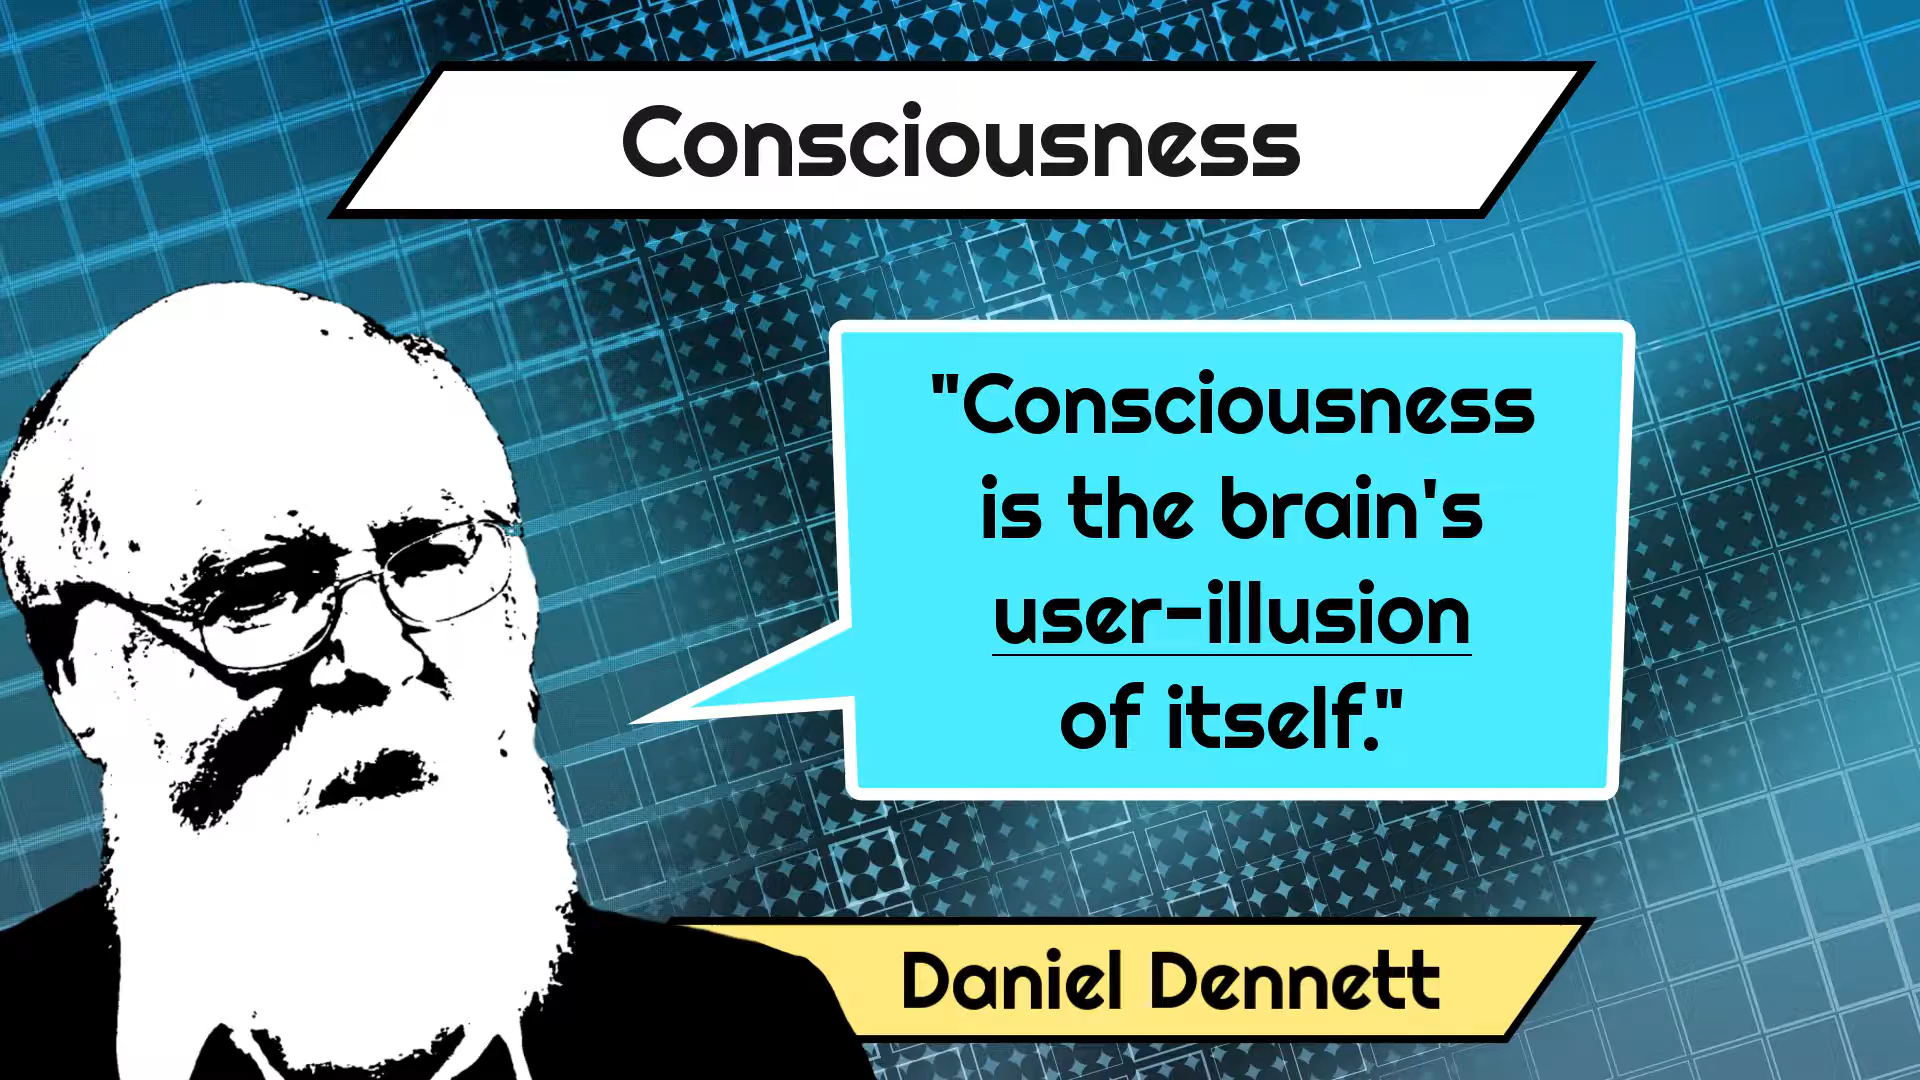 Consciousness
"Consciousness
is the brain's
user-illusion
of itself."
Daniel Dennett